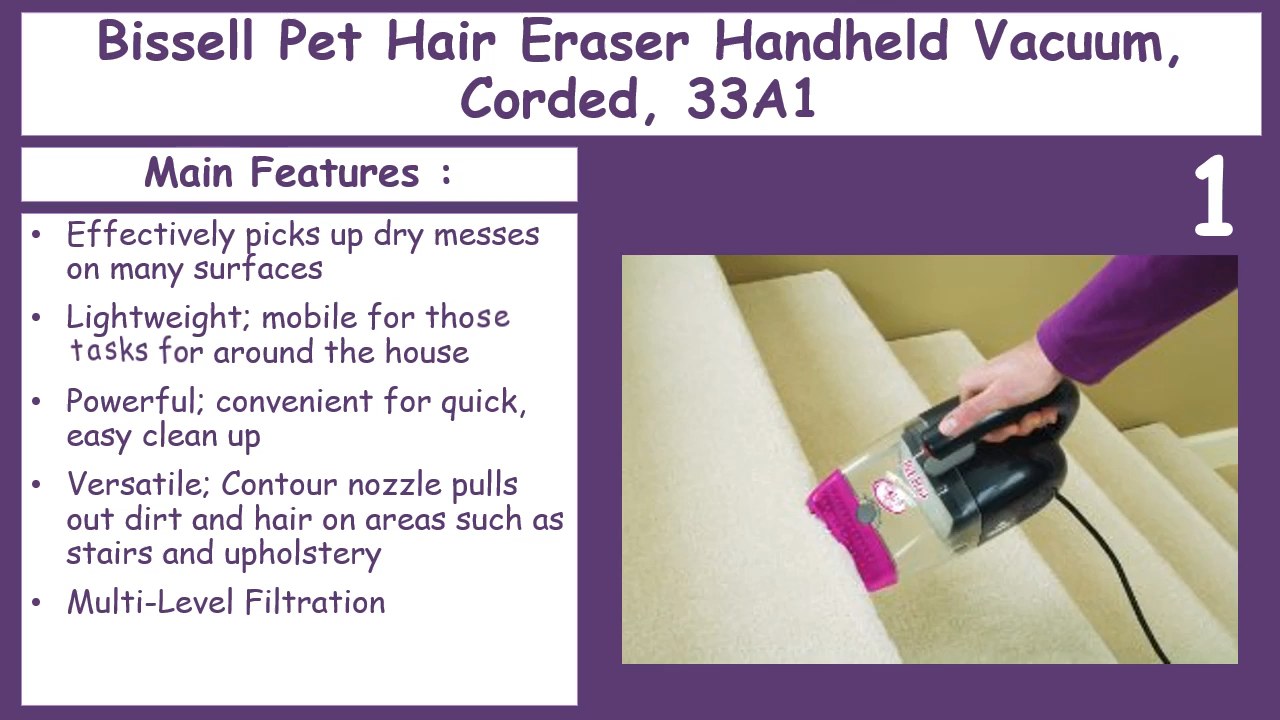 Bissell Pet Hair Eraser Handheld Vacuum,
Corded, 33A1
Main Features :
1
• Effectively picks up dry messes
on many surfaces
• Lightweight; mobile for those
tasks for around the house
• Powerful; convenient for quick,
easy clean up
• Versatile; Contour nozzle pulls
out dirt and hair on areas such as
stairs and upholstery
• Multi-Level Filtration